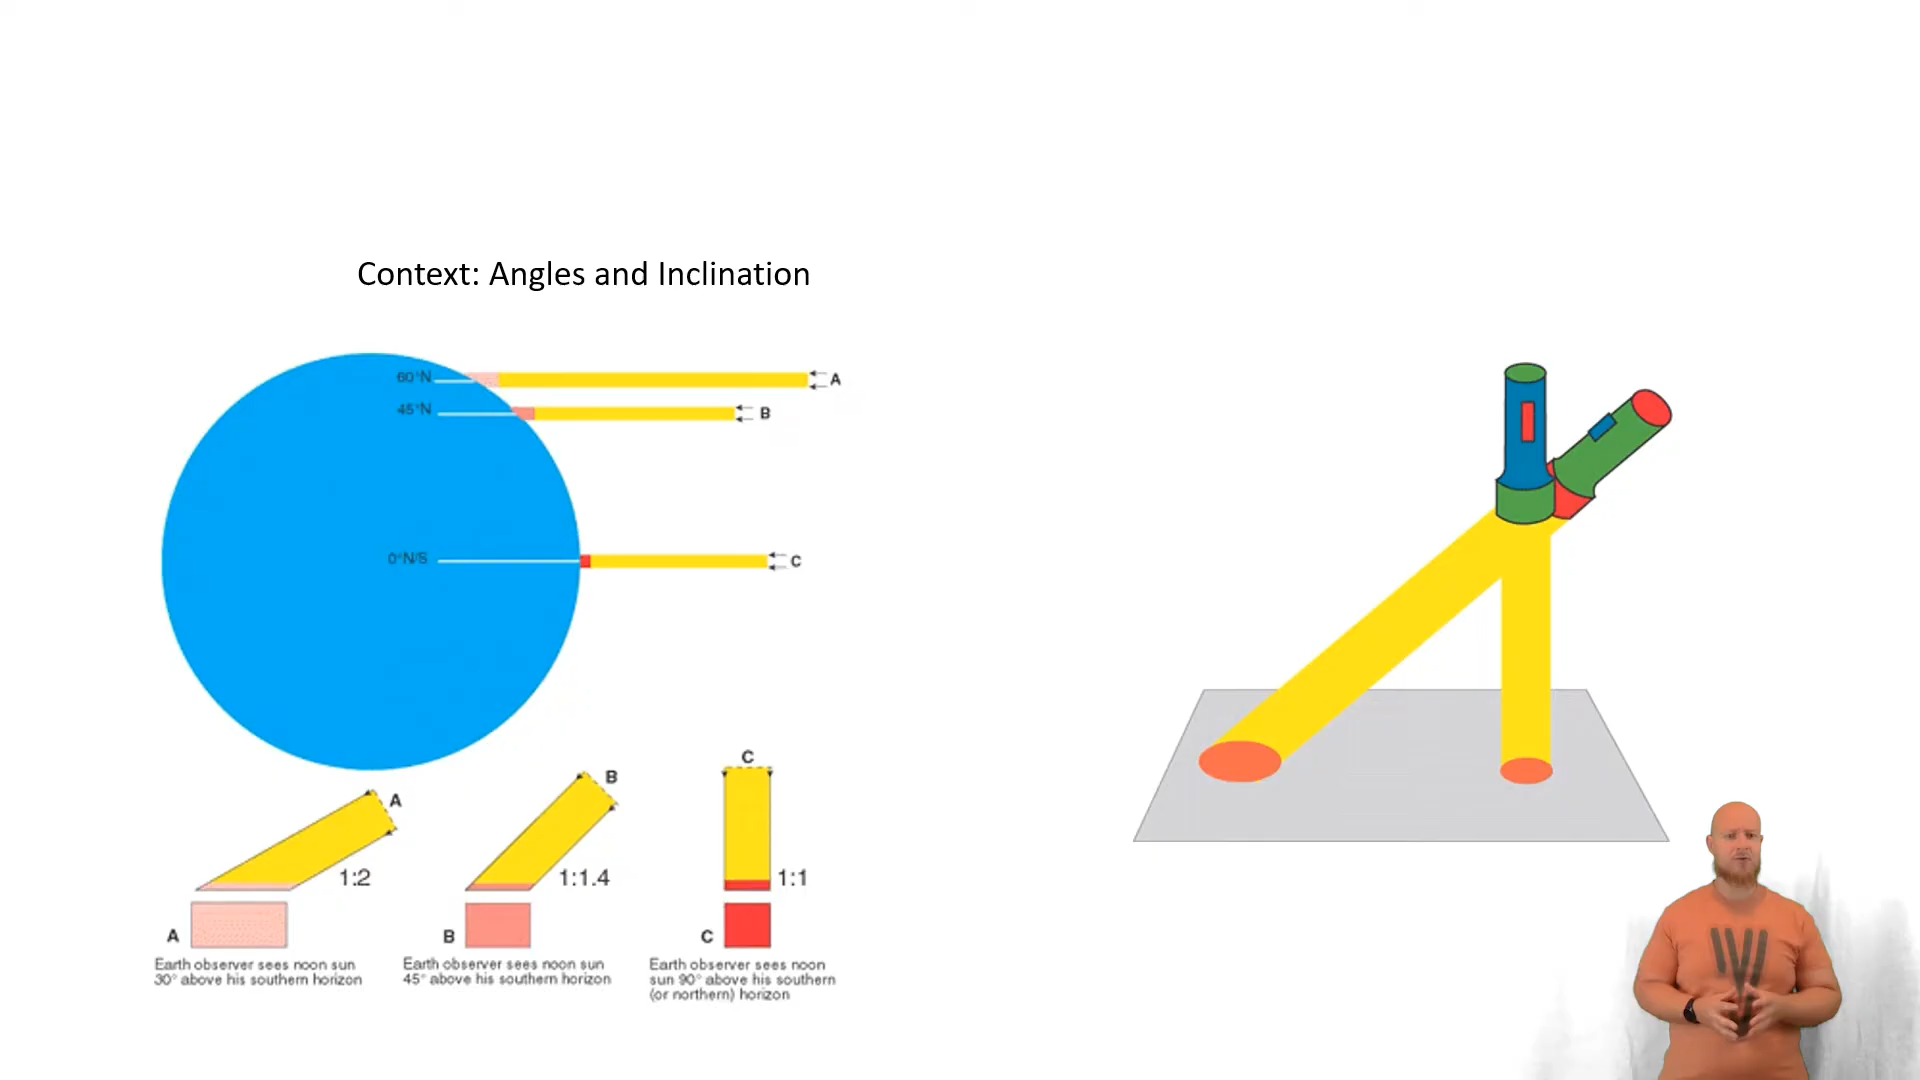 Context: Angles and Inclination
60°N
A
45°N
B
0°N/S
C
A
1:2
A
Earth observer sees noon sun
30° above his southern horizon
B
1:1.4
B
Earth observer sees noon sun
45° above his southern horizon
C
1:1
C
Earth observer sees noon
sun 90° above his southern
(or northern) horizon